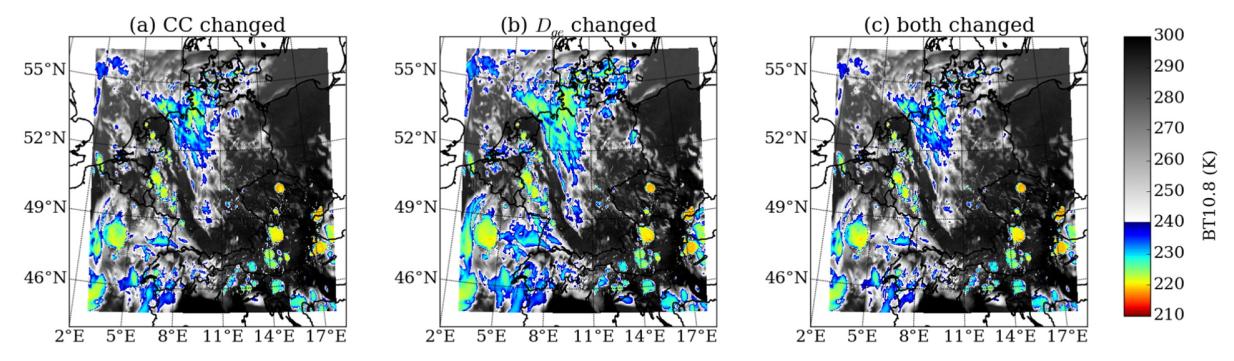 (a) CC changed (b) D_ge changed (c) both changed
300
55°N 55°N 55°N 290
280
52°N 52°N 52°N 270
260
49°N 49°N 49°N 250
240
230
46°N 46°N 46°N 220
210
BT10.8 (K)
2°E 5°E 8°E 11°E 14°E 17°E 2°E 5°E 8°E 11°E 14°E 17°E 2°E 5°E 8°E 11°E 14°E 17°E